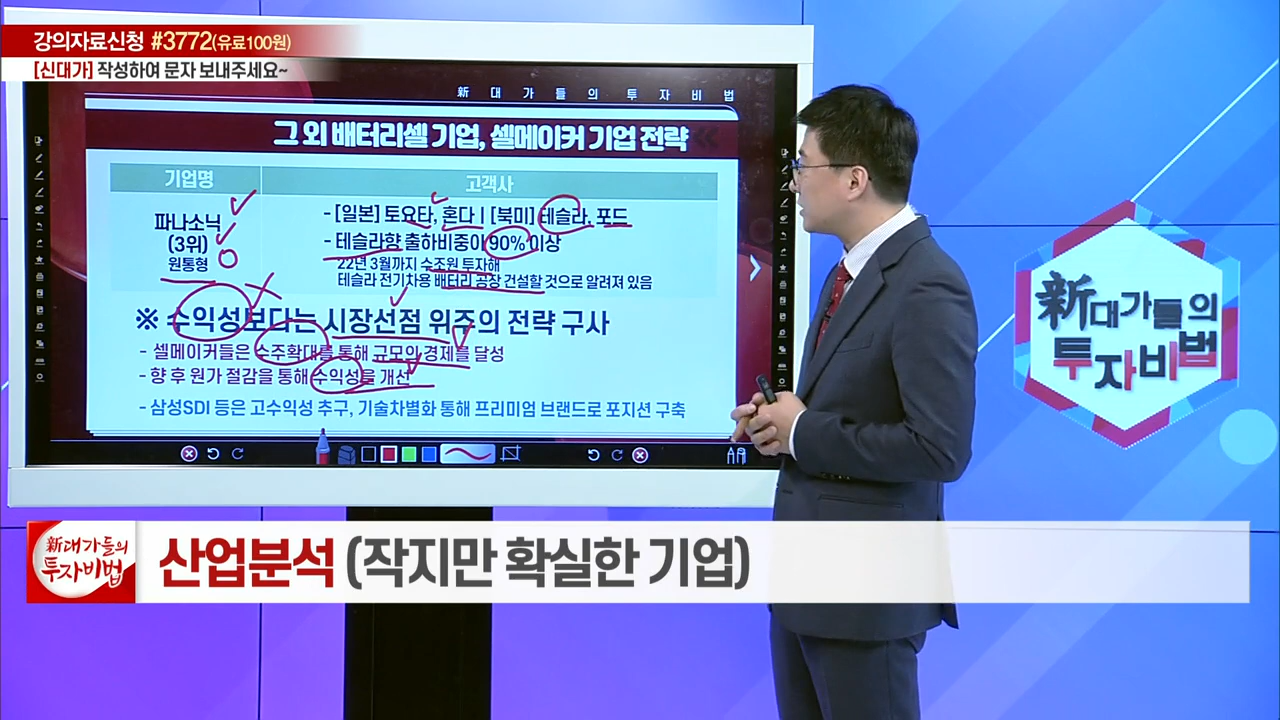 강의자료신청 #3772(유료100원)
[신대가] 작성하여 문자 보내주세요~
新대가들의 투자비법
그 외 배터리셀 기업, 셀메이커 기업 전략
기업명
고객사
파나소닉
(3위)
원통형
- [일본] 토요타, 혼다 | [북미] 테슬라, 포드
- 테슬라향 출하비중이 90% 이상
22년 3월까지 수조원 투자해
테슬라 전기차용 배터리 공장 건설할 것으로 알려져 있음
※ 수익성보다는 시장선점 위주의 전략 구사
- 셀메이커들은 수주확대를 통해 규모의 경제를 달성
- 향 후 원가 절감을 통해 수익성을 개선
- 삼성SDI 등은 고수익성 추구, 기술차별화 통해 프리미엄 브랜드로 포지션 구축
新대가들의
투자비법
新대가들의
투자비법
산업분석 (작지만 확실한 기업)